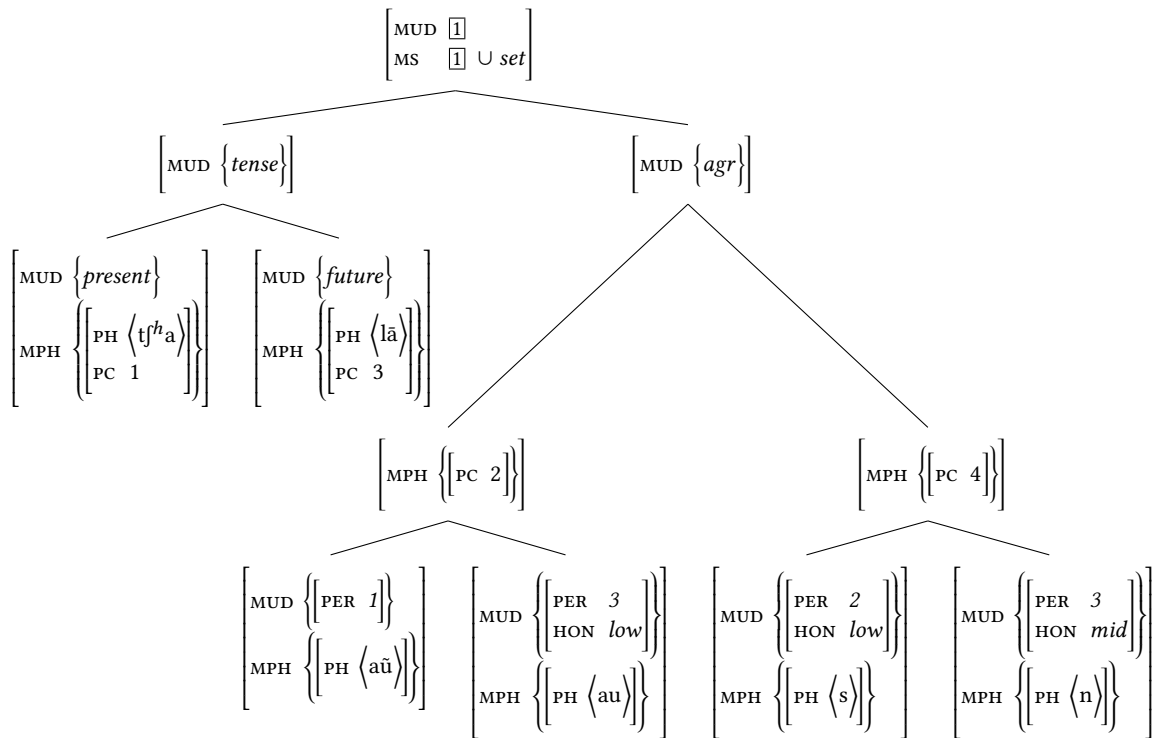 MUD 1
MS 1 ∪ set
MUD {tense}
MUD {agr}
MUD {present}
MPH {[PH ⟨tʃʰa⟩
PC 1]}
MUD {future}
MPH {[PH ⟨lā⟩
PC 3]}
MPH {[PC 2]}
MPH {[PC 4]}
MUD {[PER 1]}
MPH {[PH ⟨aũ⟩]}
MUD {[PER 3
HON low]}
MPH {[PH ⟨au⟩]}
MUD {[PER 2
HON low]}
MPH {[PH ⟨s⟩]}
MUD {[PER 3
HON mid]}
MPH {[PH ⟨n⟩]}